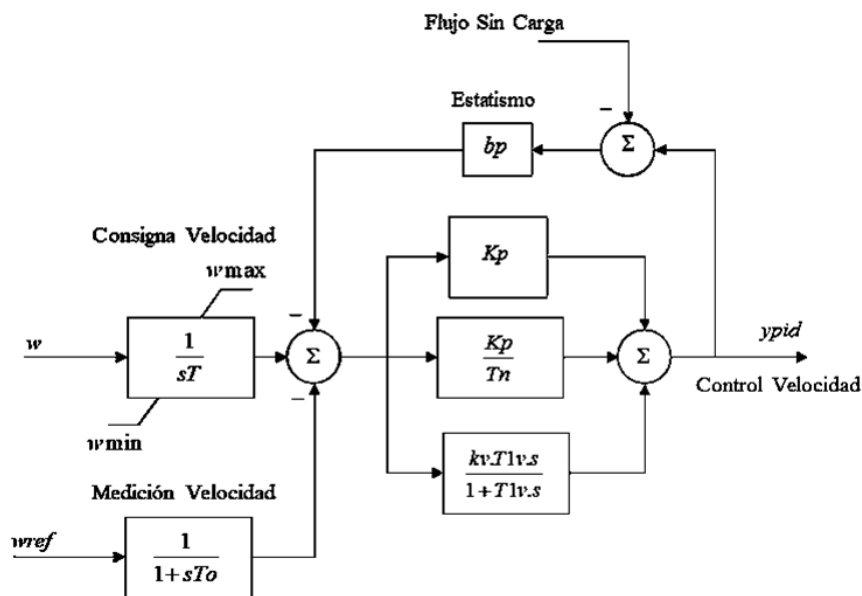 Flujo Sin Carga
–
Estatismo
bp
Σ
Consigna Velocidad
wmax
Kp
–
w
1
sT
Σ
Kp
Tn
Σ
ypid
Control Velocidad
–
wmin
kv.T1v.s
1+T1v.s
Medición Velocidad
wref
1
1+sTo